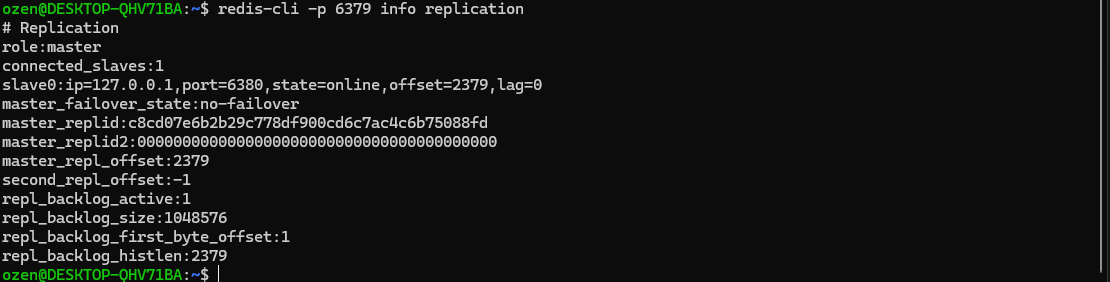 ozen@DESKTOP-QHV71BA:~$ redis-cli -p 6379 info replication
# Replication
role:master
connected_slaves:1
slave0:ip=127.0.0.1,port=6380,state=online,offset=2379,lag=0
master_failover_state:no-failover
master_replid:c8cd07e6b2b29c778df900cd6c7ac4c6b75088fd
master_replid2:0000000000000000000000000000000000000000
master_repl_offset:2379
second_repl_offset:-1
repl_backlog_active:1
repl_backlog_size:1048576
repl_backlog_first_byte_offset:1
repl_backlog_histlen:2379
ozen@DESKTOP-QHV71BA:~$